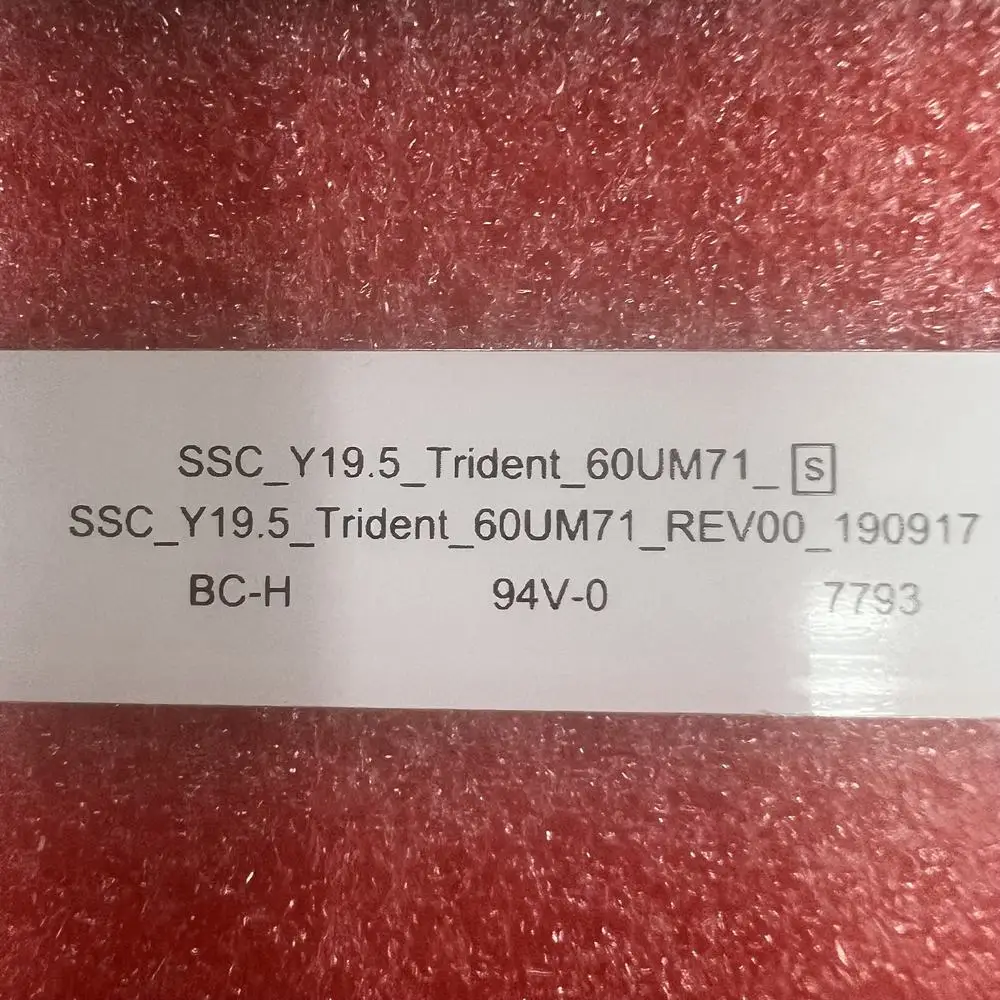 SSC_Y19.5_Trident_60UM71_ S
SSC_Y19.5_Trident_60UM71_REV00_190917
BC-H 94V-0 7793